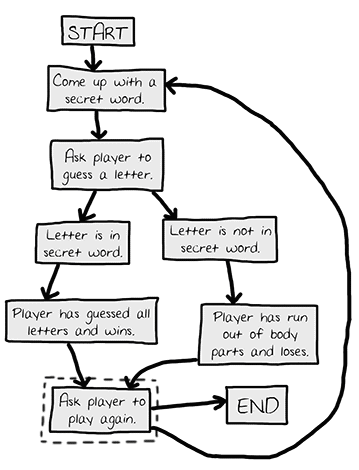 START
Come up with a
secret word.
Ask player to
guess a letter.
Letter is in
secret word.
Letter is not in
secret word.
Player has guessed all
letters and wins.
Player has run
out of body
parts and loses.
Ask player to
play again.
END